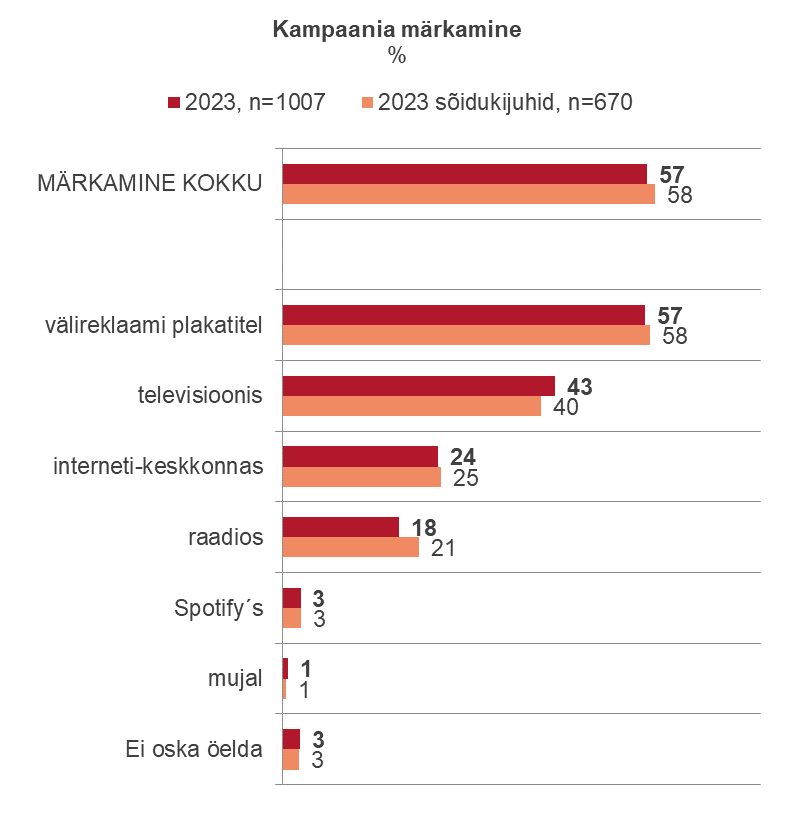 Kampaania märkamine
%
2023, n=1007 2023 sõidukijuhid, n=670
MÄRKAMINE KOKKU 57
58
välireklaami plakatitel 57
58
televisioonis 43
40
interneti-keskkonnas 24
25
raadios 18
21
Spotify´s 3
3
mujal 1
1
Ei oska öelda 3
3